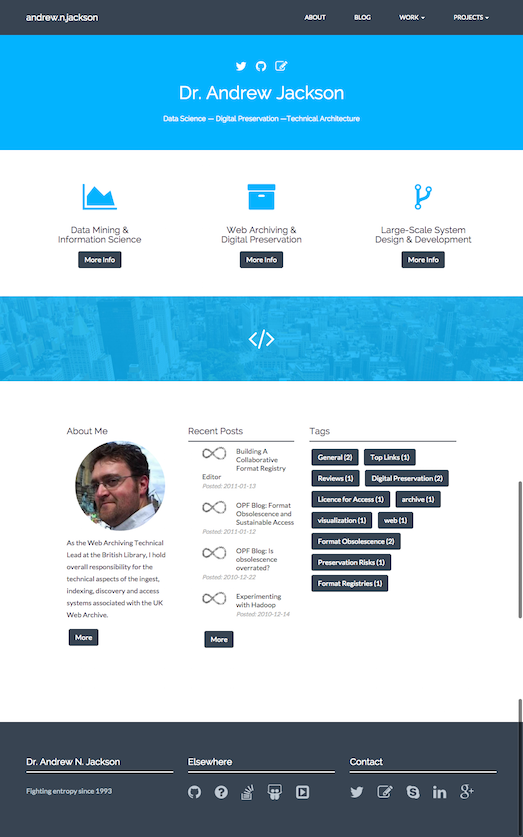 andrew.n.jackson
ABOUT
BLOG
WORK
PROJECTS
Dr. Andrew Jackson
Data Science — Digital Preservation —Technical Architecture
Data Mining &
Information Science
More Info
Web Archiving &
Digital Preservation
More Info
Large-Scale System
Design & Development
More Info
</>
About Me
As the Web Archiving Technical
Lead at the British Library, I hold
overall responsibility for the
technical aspects of the ingest,
indexing, discovery and access
systems associated with the UK
Web Archive.
More
Recent Posts
Building A
Collaborative
Format Registry
Editor
Posted: 2011-01-13
OPF Blog: Format
Obsolescence and
Sustainable Access
Posted: 2011-01-12
OPF Blog: Is
obsolescence
overrated?
Posted: 2010-12-22
Experimenting
with Hadoop
Posted: 2010-12-14
More
Tags
General (2)
Top Links (1)
Reviews (1)
Digital Preservation (2)
Licence for Access (1)
archive (1)
visualization (1)
web (1)
Format Obsolescence (2)
Preservation Risks (1)
Format Registries (1)
Dr. Andrew N. Jackson
Fighting entropy since 1993
Elsewhere
Contact